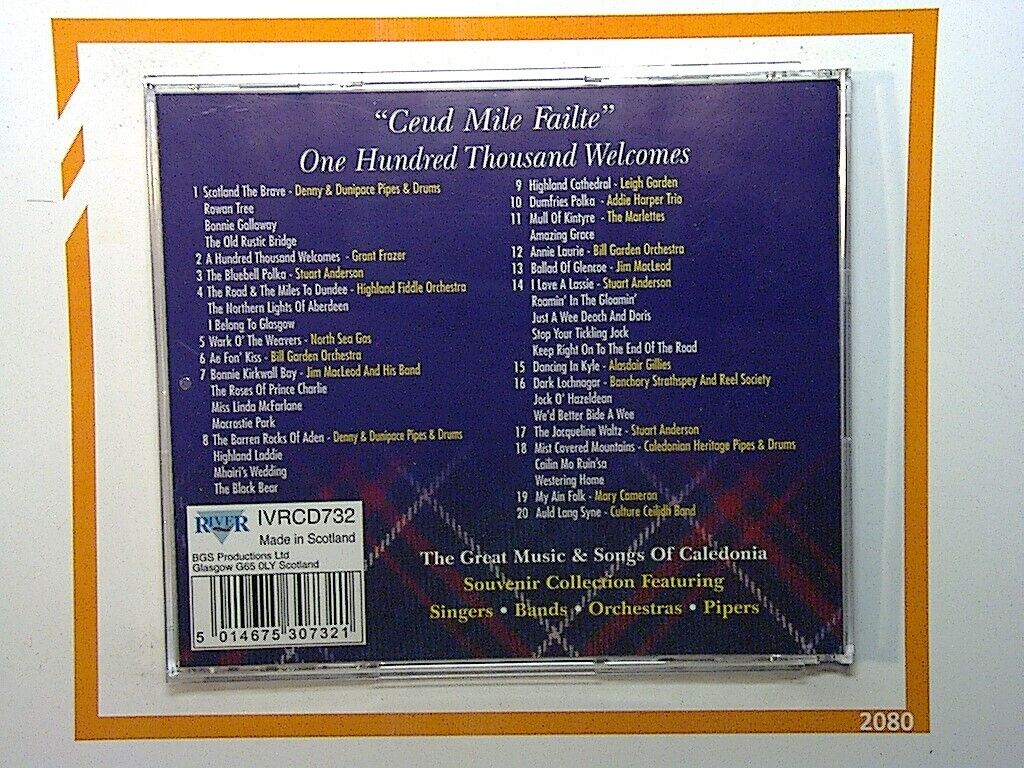 "Ceud Mile Failte"
One Hundred Thousand Welcomes
1 Scotland The Brave - Denny & Dunipace Pipes & Drums
Rowan Tree
Bonnie Gallaway
The Old Rustic Bridge
2 A Hundred Thousand Welcomes - Grant Frazer
3 The Bluebell Polka - Stuart Anderson
4 The Road & The Miles To Dundee - Highland Fiddle Orchestra
The Northern Lights Of Aberdeen
I Belong To Glasgow
5 Wark O' The Weavers - North Sea Gas
6 Ae Fon' Kiss - Bill Garden Orchestra
7 Bonnie Kirkwall Bay - Jim MacLeod And His Band
The Roses Of Prince Charlie
Miss Linda McFarlane
Macrostie Park
8 The Barren Rocks Of Aden - Denny & Dunipace Pipes & Drums
Highland Laddie
Mhairi's Wedding
The Black Bear
9 Highland Cathedral - Leigh Garden
10 Dumfries Polka - Addie Harper Trio
11 Mull Of Kintyre - The Marlettes
Amazing Grace
12 Annie Laurie - Bill Garden Orchestra
13 Ballad Of Glencoe - Jim MacLeod
14 I Love A Lassie - Stuart Anderson
Roamin' In The Gloamin'
Just A Wee Deoch And Doris
Stop Your Tickling Jock
Keep Right On To The End Of The Road
15 Dancing In Kyle - Alasdair Gillies
16 Dark Lochnagar - Banchory Strathspey And Reel Society
Jock O' Hazeldean
We'd Better Bide A Wee
17 The Jacqueline Waltz - Stuart Anderson
18 Mist Covered Mountains - Caledonian Heritage Pipes & Drums
Cailin Mo Ruin'sa
Westering Home
19 My Ain Folk - Mary Cameron
20 Auld Lang Syne - Culture Ceilidh Band
RIVER IVRCD732
Made in Scotland
BGS Productions Ltd
Glasgow G65 0LY Scotland
5 014675 307321
The Great Music & Songs Of Caledonia
Souvenir Collection Featuring
Singers • Bands • Orchestras • Pipers
2080